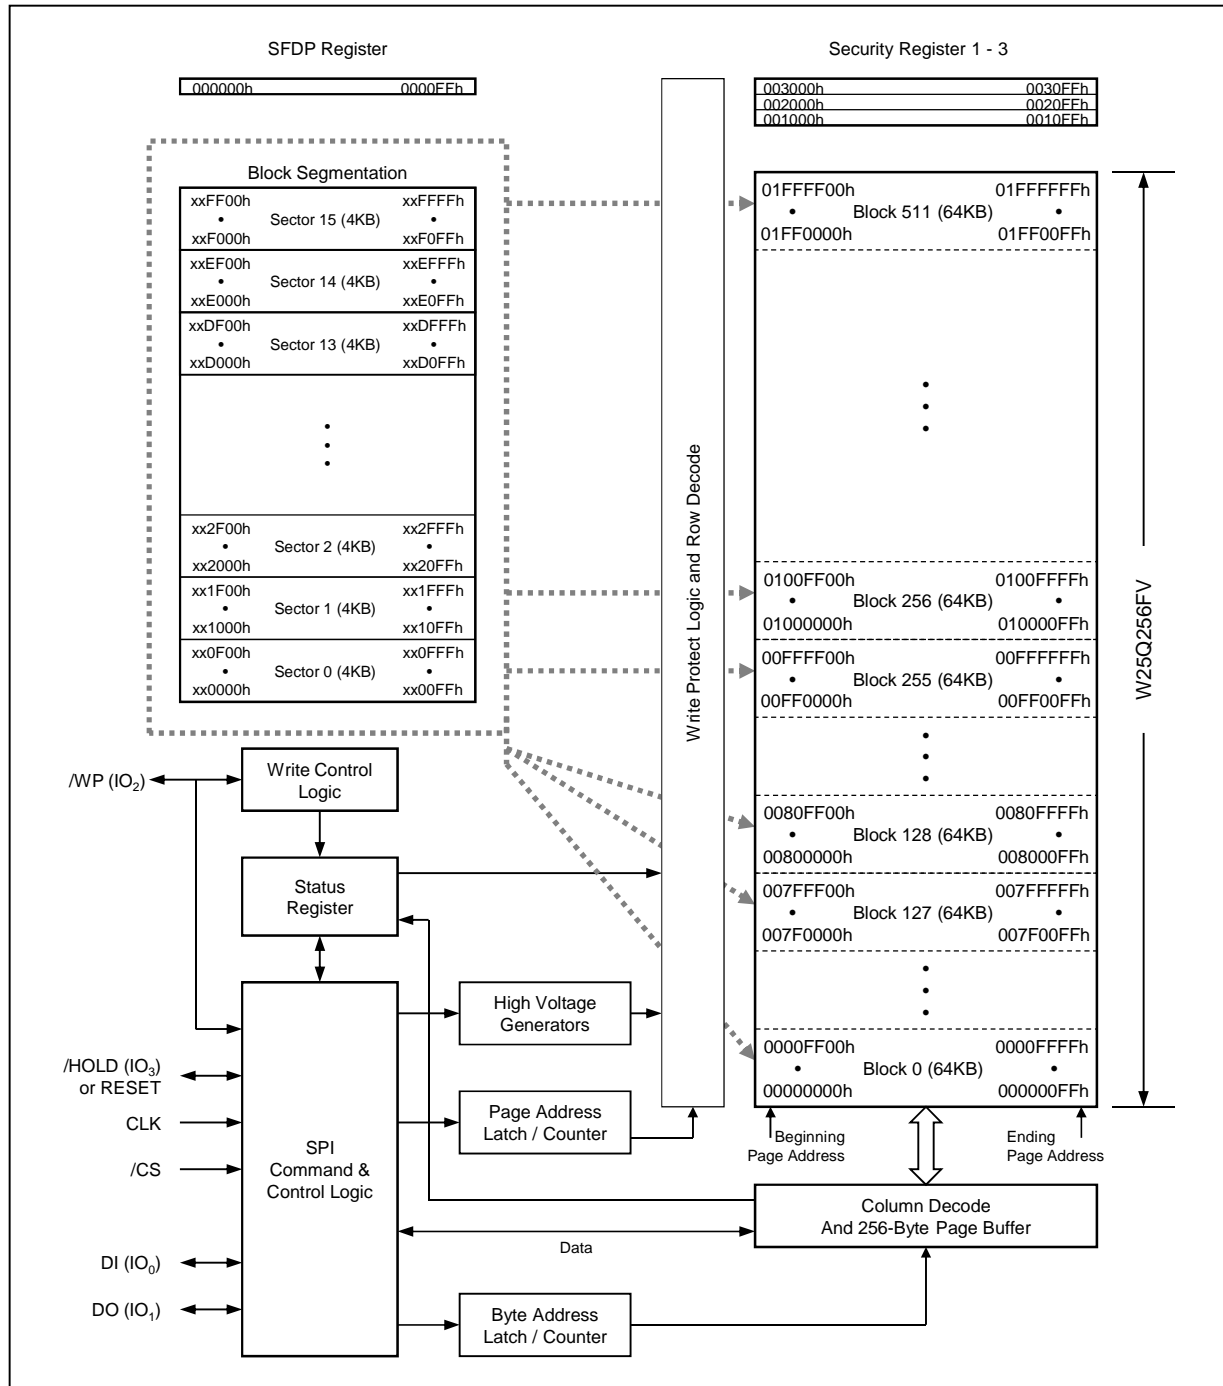 SFDP Register
000000h 0000FFh
Security Register 1 - 3
003000h 0030FFh
002000h 0020FFh
001000h 0010FFh
Block Segmentation
xxFF00h xxFFFFh
Sector 15 (4KB)
xxF000h xxF0FFh
xxEF00h xxEFFFh
Sector 14 (4KB)
xxE000h xxE0FFh
xxDF00h xxDFFFh
Sector 13 (4KB)
xxD000h xxD0FFh
xx2F00h xx2FFFh
Sector 2 (4KB)
xx2000h xx20FFh
xx1F00h xx1FFFh
Sector 1 (4KB)
xx1000h xx10FFh
xx0F00h xx0FFFh
Sector 0 (4KB)
xx0000h xx00FFh
Write Protect Logic and Row Decode
01FFFF00h 01FFFFFFh
Block 511 (64KB)
01FF0000h 01FF00FFh
0100FF00h 0100FFFFh
Block 256 (64KB)
01000000h 010000FFh
00FFFF00h 00FFFFFFh
Block 255 (64KB)
00FF0000h 00FF00FFh
0080FF00h 0080FFFFh
Block 128 (64KB)
00800000h 008000FFh
007FFF00h 007FFFFFh
Block 127 (64KB)
007F0000h 007F00FFh
0000FF00h 0000FFFFh
Block 0 (64KB)
00000000h 000000FFh
W25Q256FV
Beginning
Page Address
Ending
Page Address
/WP (IO2)
Write Control
Logic
Status
Register
High Voltage
Generators
/HOLD (IO3)
or RESET
CLK
/CS
DI (IO0)
DO (IO1)
SPI
Command &
Control Logic
Page Address
Latch / Counter
Column Decode
And 256-Byte Page Buffer
Data
Byte Address
Latch / Counter